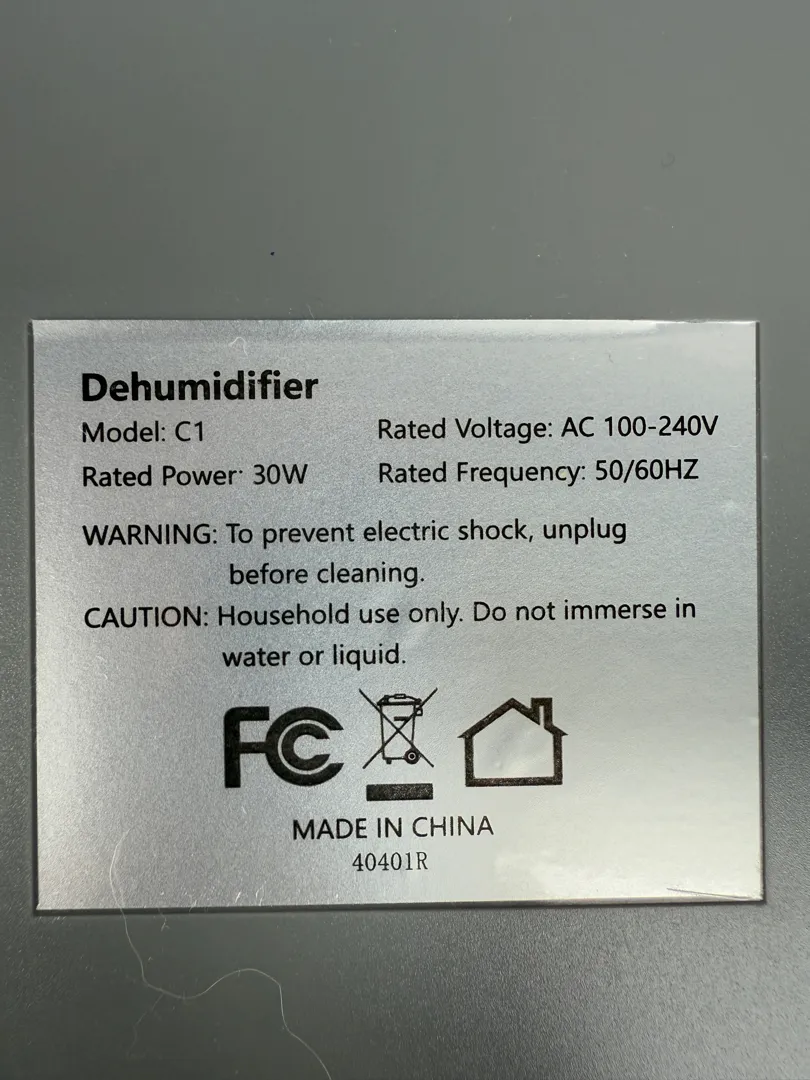 Dehumidifier
Model: C1
Rated Voltage: AC 100-240V
Rated Power: 30W
Rated Frequency: 50/60HZ
WARNING: To prevent electric shock, unplug
before cleaning.
CAUTION: Household use only. Do not immerse in
water or liquid.
FC
MADE IN CHINA
40401R